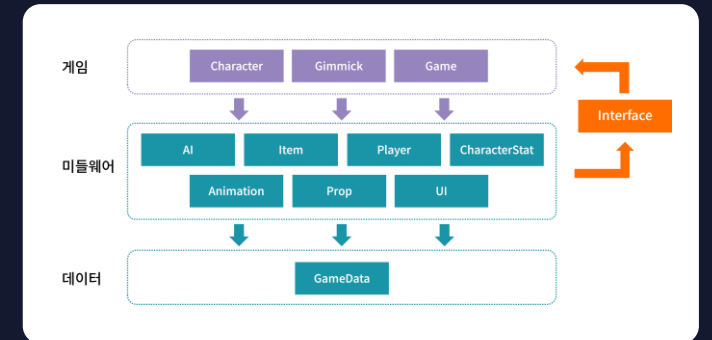 게임
Character
Gimmick
Game
Interface
미들웨어
AI
Item
Player
CharacterStat
Animation
Prop
UI
데이터
GameData